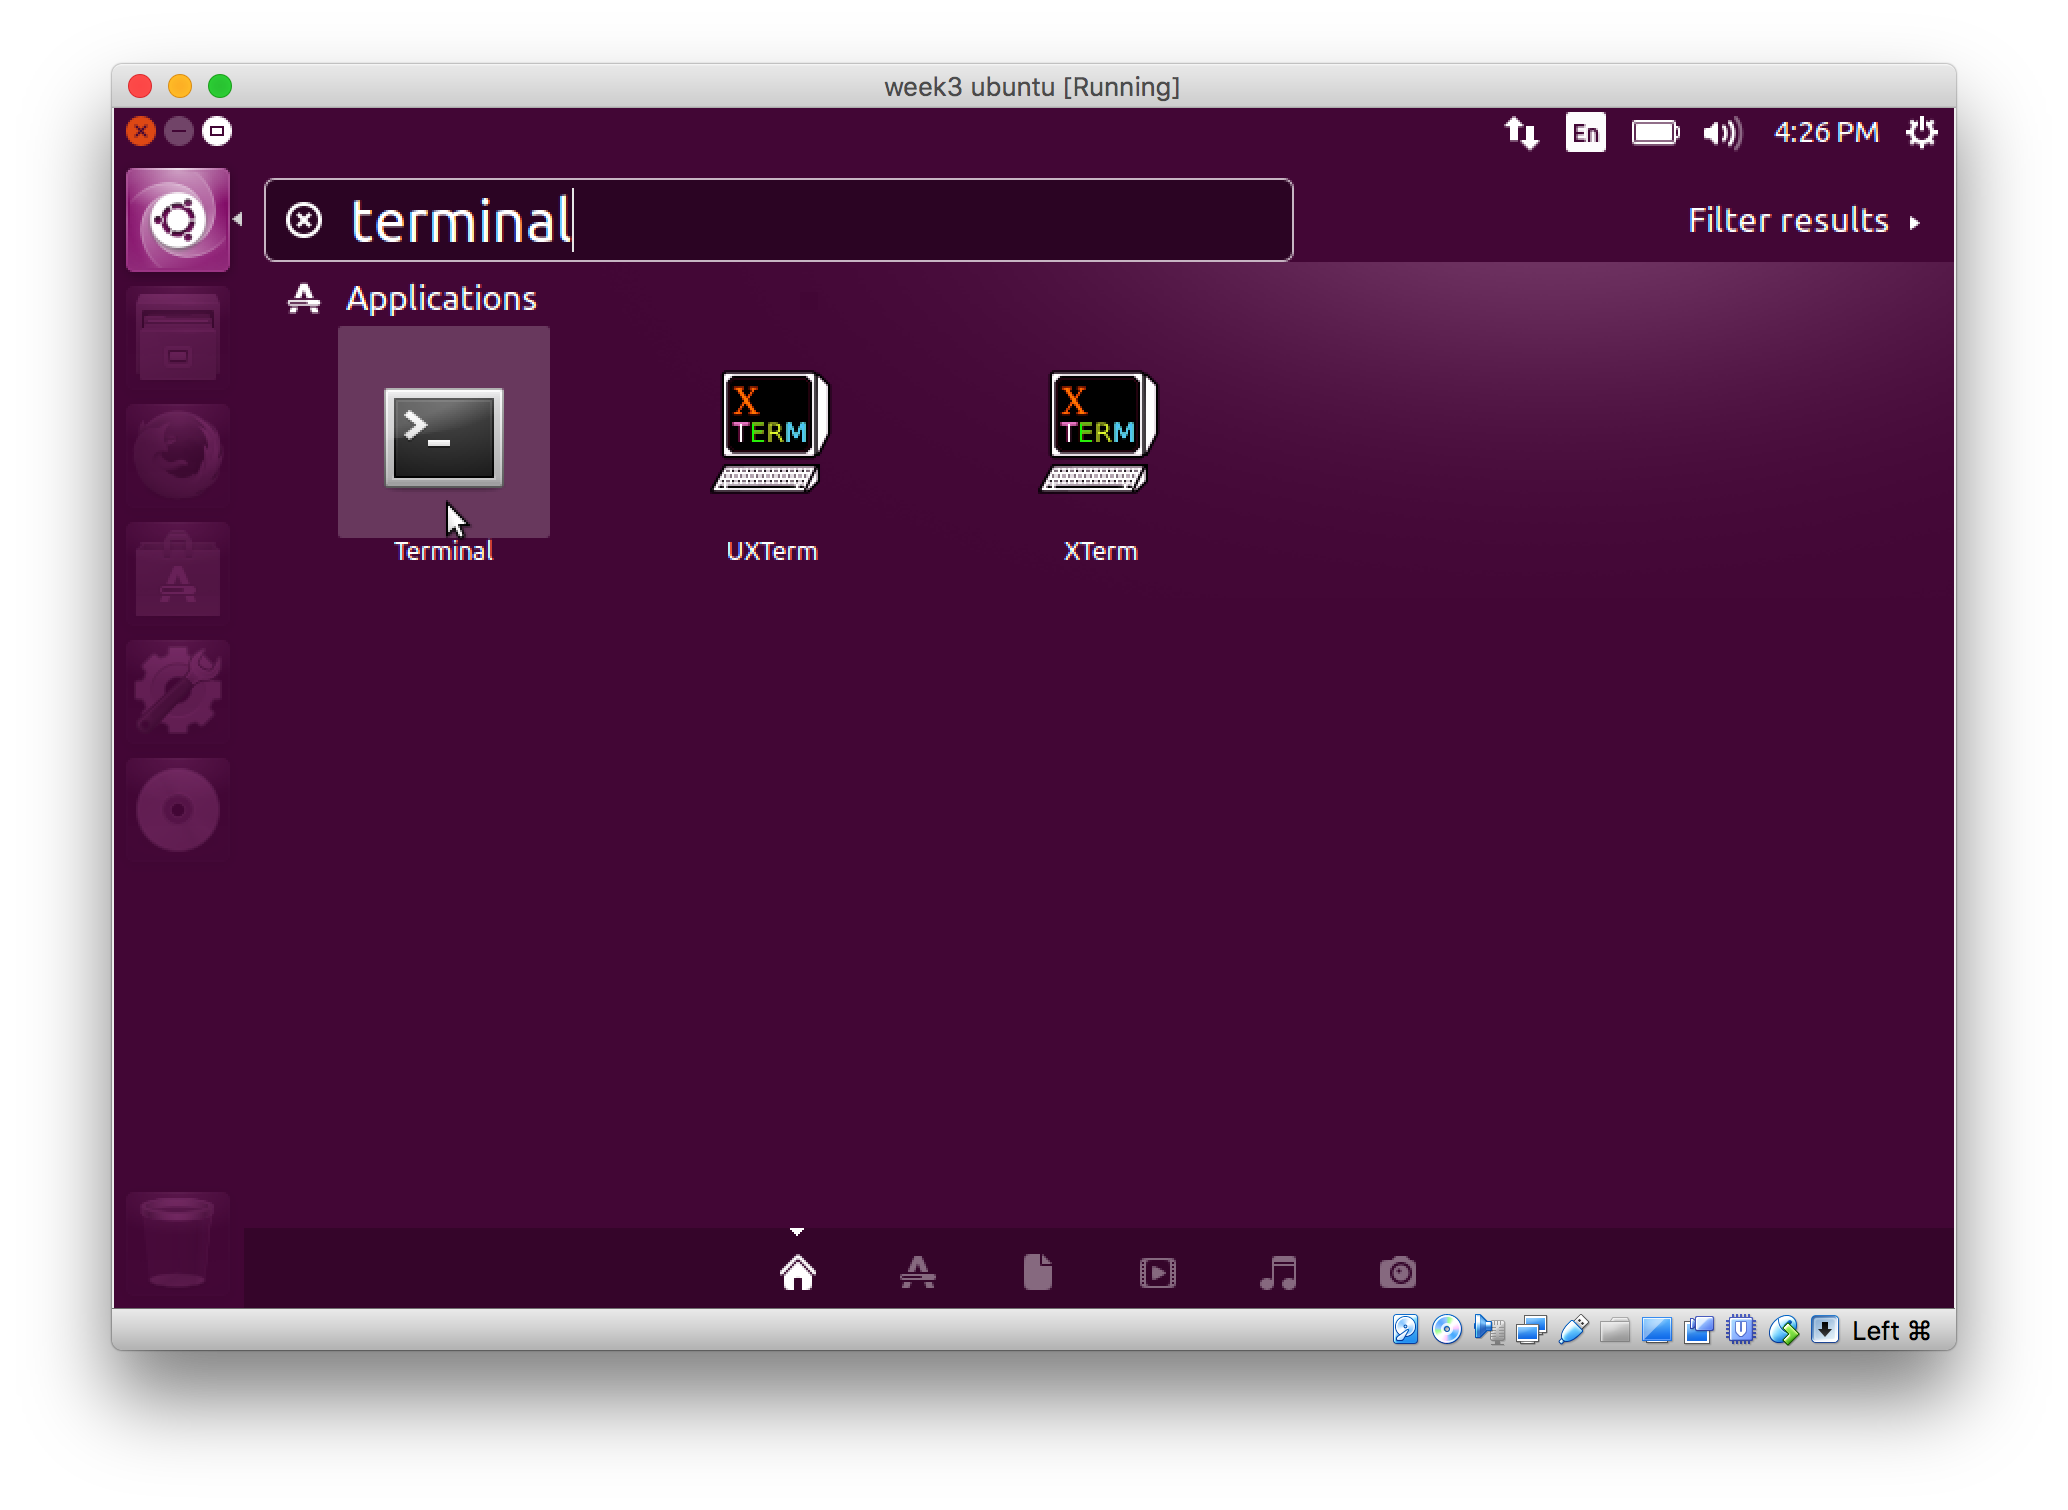 week3 ubuntu [Running]
En
4:26 PM
terminal
Filter results
Applications
X
TERM
X
TERM
Terminal
UXTerm
XTerm
Left ⌘